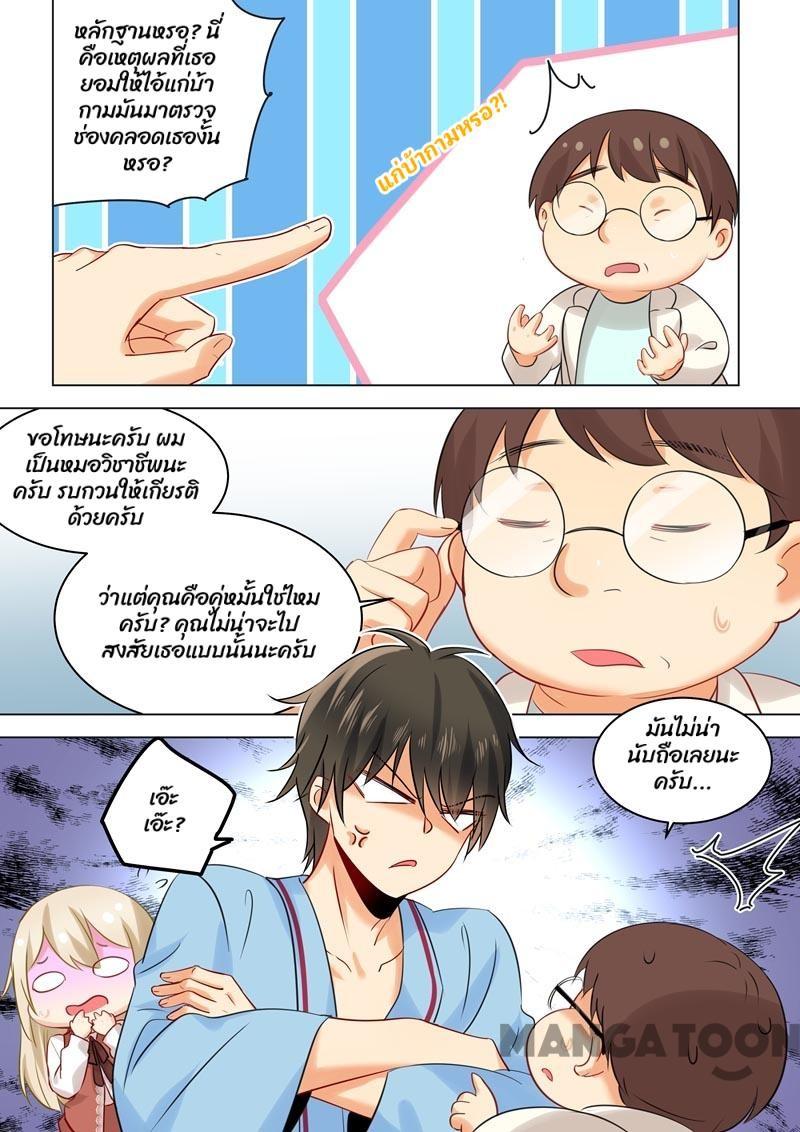 หลักฐานหรอ? นี่
คือเหตุผลที่เธอ
ยอมให้ไอ้แก่บ้า
กามมันมาตรวจ
ช่องคลอดเธองั้น
หรอ?
แก่บ้ากามหรอ?!
ขอโทษนะครับ ผม
เป็นหมอวิชาชีพนะ
ครับ รบกวนให้เกียรติ
ด้วยครับ
ว่าแต่คุณคือคู่หมั้นใช่ไหม
ครับ? คุณไม่น่าจะไป
สงสัยเธอแบบนั้นนะครับ
มันไม่น่า
นับถือเลยนะ
ครับ...
เอ๊ะ
เอ๊ะ?
MANGATOON